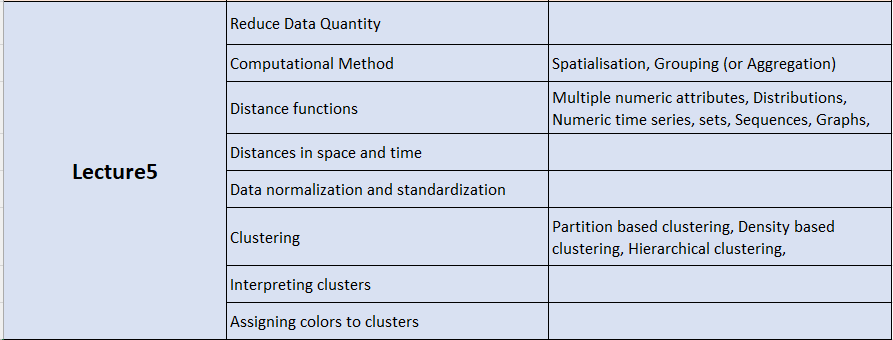 Reduce Data Quantity
Computational Method
Spatialisation, Grouping (or Aggregation)
Distance functions
Multiple numeric attributes, Distributions,
Numeric time series, sets, Sequences, Graphs,
Lecture5
Distances in space and time
Data normalization and standardization
Clustering
Partition based clustering, Density based
clustering, Hierarchical clustering,
Interpreting clusters
Assigning colors to clusters